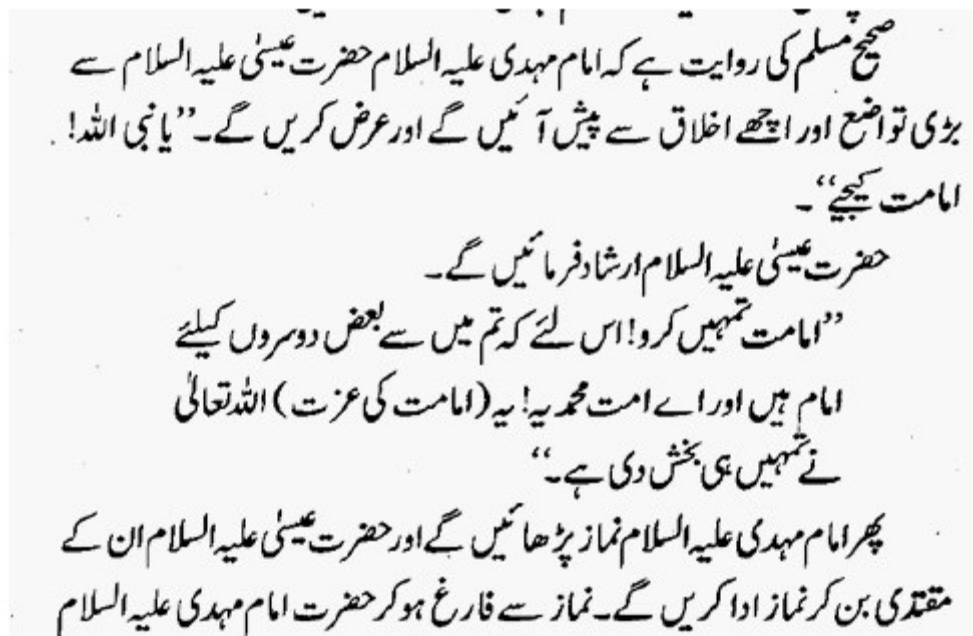 صحیح مسلم کی روایت ہے کہ امام مہدی علیہ السلام حضرت عیسیٰ علیہ السلام سے
بڑی تواضع اور اچھے اخلاق سے پیش آئیں گے اور عرض کریں گے۔ ”یا نبی اللہ!
امامت کیجیے“۔
حضرت عیسیٰ علیہ السلام ارشاد فرمائیں گے۔
”امامت تمہیں کرو! اس لئے کہ تم میں سے بعض دوسروں کیلئے
امام ہیں اور اے امت محمدیہ! یہ (امامت کی عزت) اللہ تعالیٰ
نے تمہیں ہی بخش دی ہے۔“
پھر امام مہدی علیہ السلام نماز پڑھائیں گے اور حضرت عیسیٰ علیہ السلام ان کے
مقتدی بن کر نماز ادا کریں گے۔ نماز سے فارغ ہو کر حضرت امام مہدی علیہ السلام